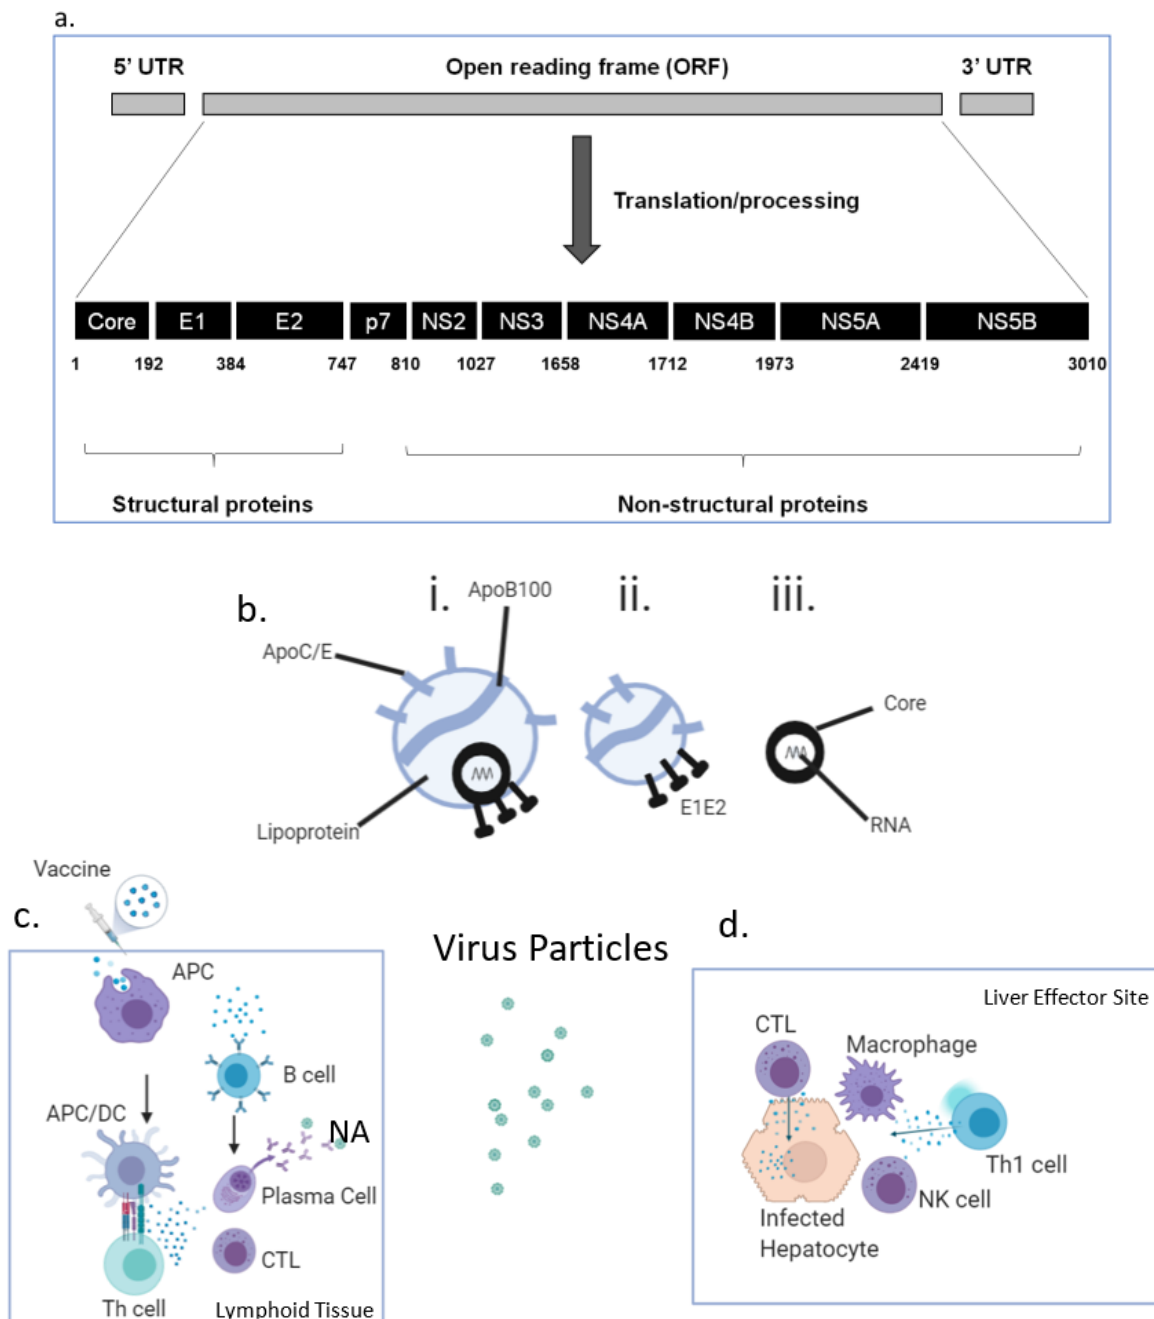 a.
5’ UTR Open reading frame (ORF) 3’ UTR
Translation/processing
Core E1 E2 p7 NS2 NS3 NS4A NS4B NS5A NS5B
1 192 384 747 810 1027 1658 1712 1973 2419 3010
Structural proteins Non-structural proteins
b. i. ApoB100 ii. iii.
ApoC/E
Core
E1E2
Lipoprotein RNA
Vaccine
c.
Virus Particles
d.
APC
Liver Effector Site
CTL
Macrophage
B cell
APC/DC
NA
Th1 cell
Plasma Cell
NK cell
Infected
Hepatocyte
CTL
Th cell
Lymphoid Tissue